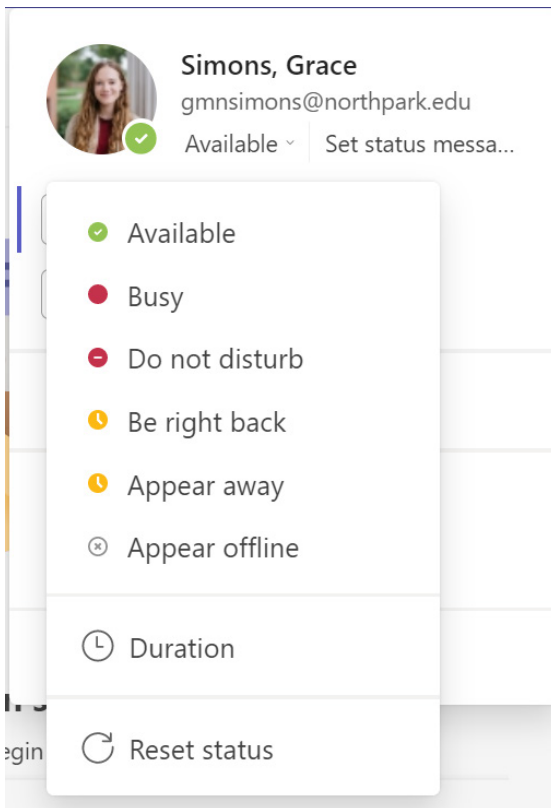 Simons, Grace
gmnsimons@northpark.edu
Available
Set status messa...
Available
Busy
Do not disturb
Be right back
Appear away
Appear offline
Duration
Reset status